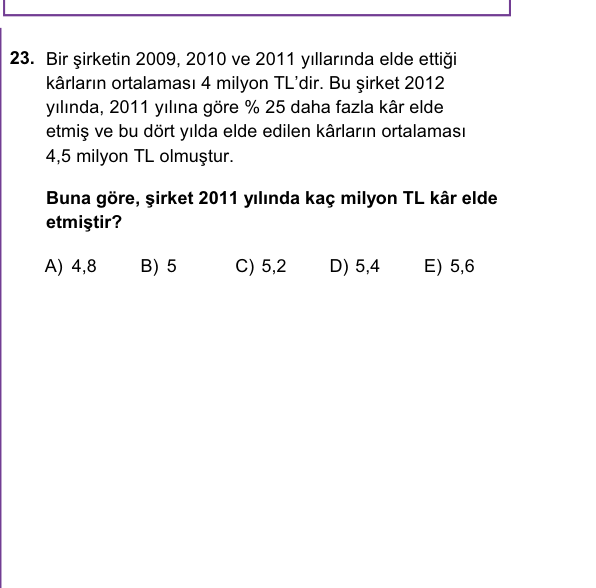 23. Bir şirketin 2009, 2010 ve 2011 yıllarında elde ettiği
kârların ortalaması 4 milyon TL'dir. Bu şirket 2012
yılında, 2011 yılına göre % 25 daha fazla kâr elde
etmiş ve bu dört yılda elde edilen kârların ortalaması
4,5 milyon TL olmuştur.
Buna göre, şirket 2011 yılında kaç milyon TL kâr elde
etmiştir?
A) 4,8 B) 5 C) 5,2 D) 5,4 E) 5,6